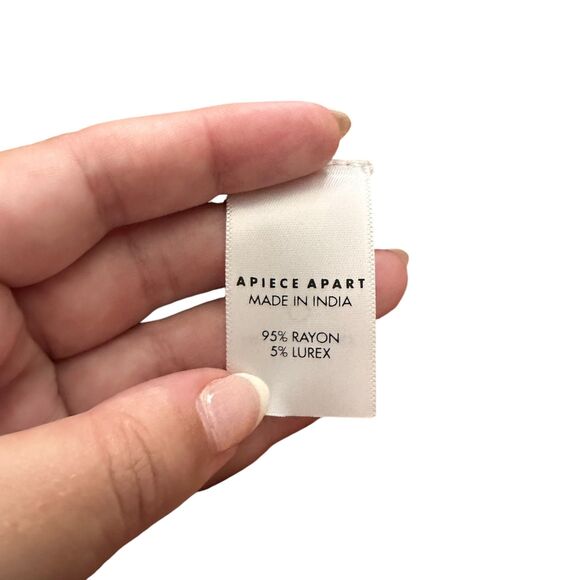 APIECE APART
MADE IN INDIA
95% RAYON
5% LUREX